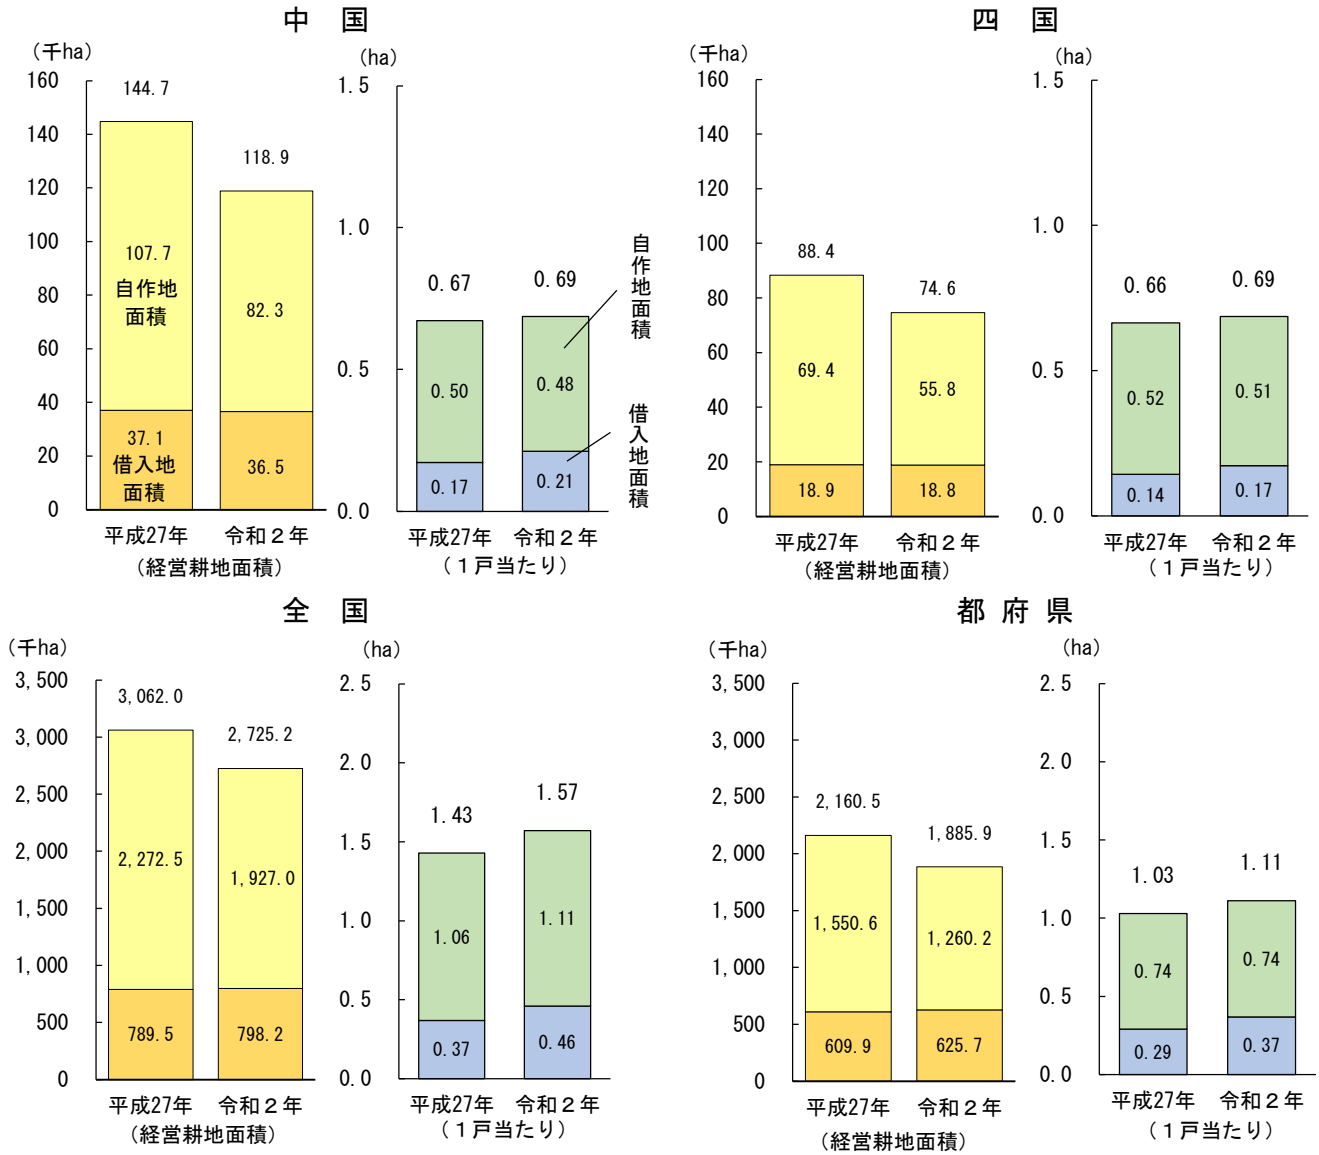 中　国
（千ha）
160
140
120
100
80
60
40
20
0
144.7
118.9
107.7
自作地
面積
82.3
37.1
借入地
面積
36.5
平成27年
令和２年
（経営耕地面積）
（ha）
1.5
1.0
0.5
0.0
0.67
0.69
0.50
0.48
0.17
0.21
自作地面積
借入地面積
平成27年
令和２年
（１戸当たり）
四　国
（千ha）
160
140
120
100
80
60
40
20
0
88.4
74.6
69.4
55.8
18.9
18.8
平成27年
令和２年
（経営耕地面積）
（ha）
1.5
1.0
0.5
0.0
0.66
0.69
0.52
0.51
0.14
0.17
平成27年
令和２年
（１戸当たり）
全　国
（千ha）
3,500
3,000
2,500
2,000
1,500
1,000
500
0
3,062.0
2,725.2
2,272.5
1,927.0
789.5
798.2
平成27年
令和２年
（経営耕地面積）
（ha）
2.5
2.0
1.5
1.0
0.5
0.0
1.43
1.57
1.06
1.11
0.37
0.46
平成27年
令和２年
（１戸当たり）
都 府 県
（千ha）
3,500
3,000
2,500
2,000
1,500
1,000
500
0
2,160.5
1,885.9
1,550.6
1,260.2
609.9
625.7
平成27年
令和２年
（経営耕地面積）
（ha）
2.5
2.0
1.5
1.0
0.5
0.0
1.03
1.11
0.74
0.74
0.29
0.37
平成27年
令和２年
（１戸当たり）